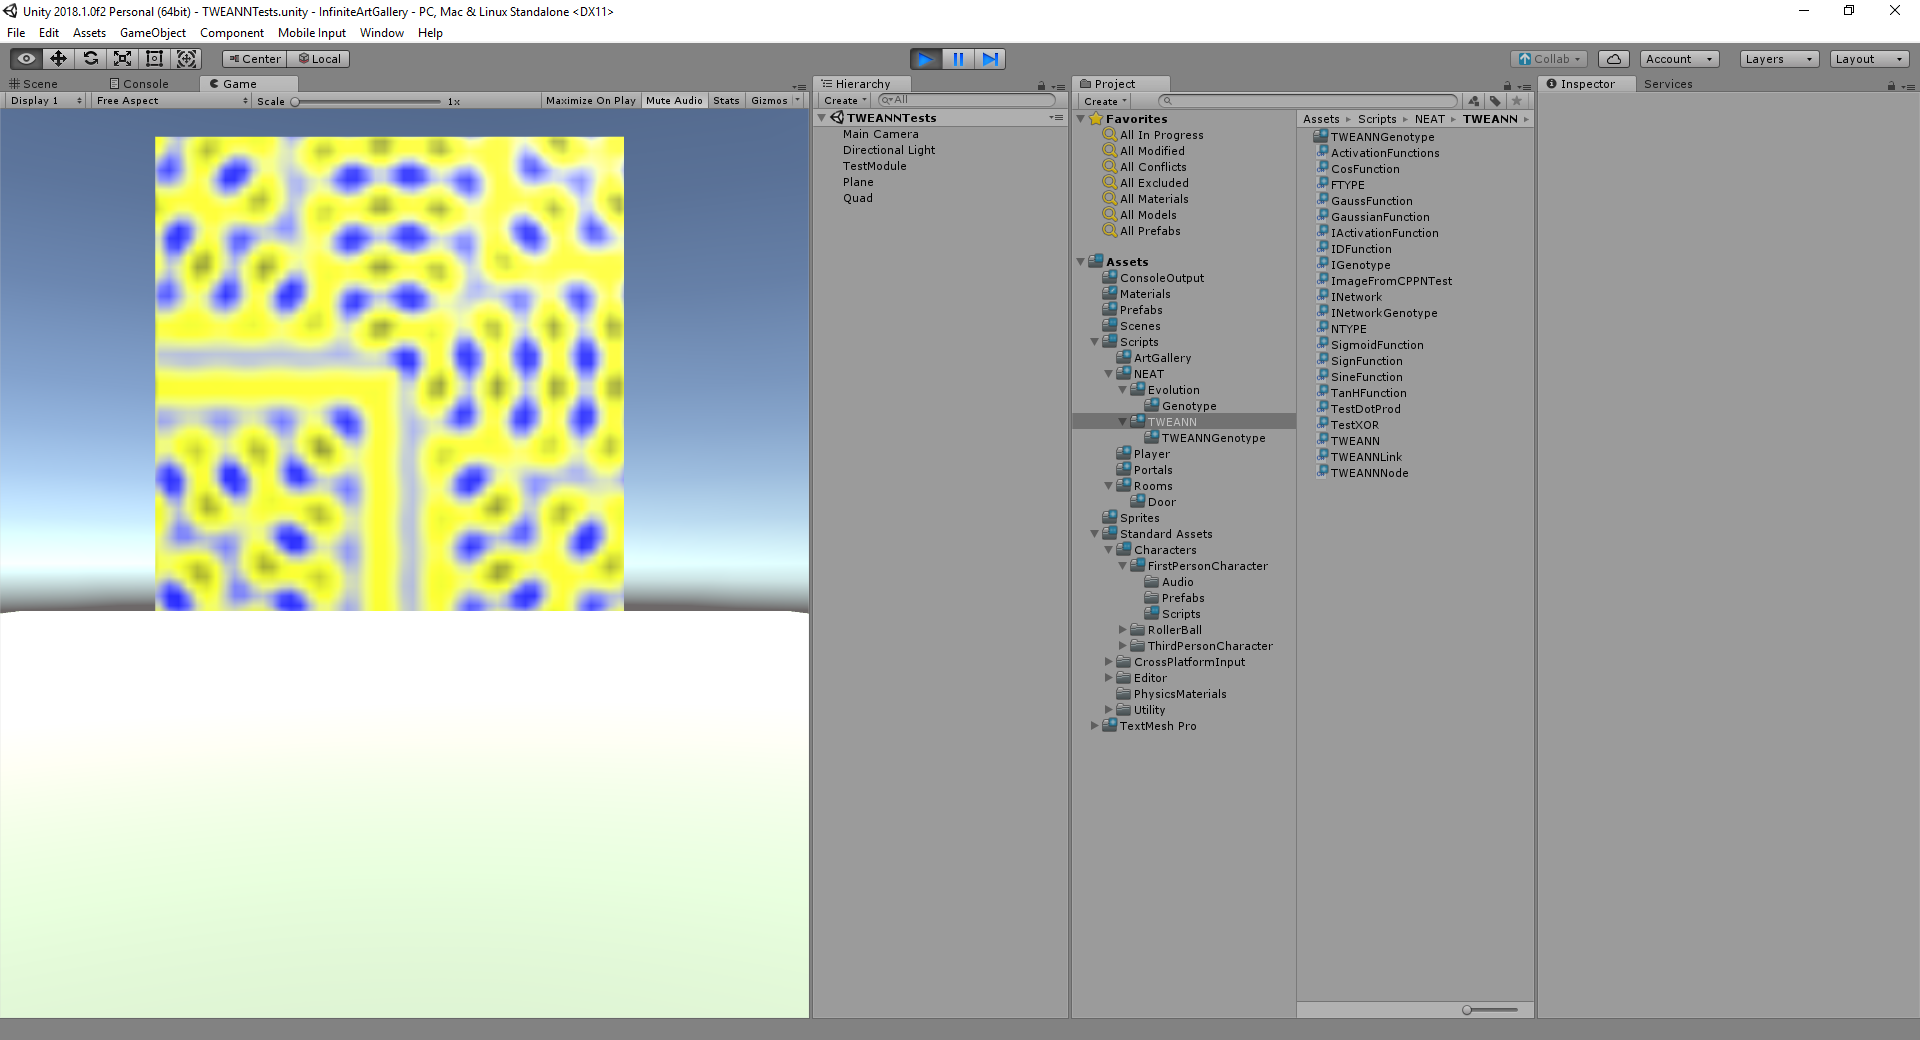 Unity 2018.1.0f2 Personal (64bit) - TWEANNTests.unity - InfiniteArtGallery - PC, Mac & Linux Standalone <DX11>
File Edit Assets GameObject Component Mobile Input Window Help
Center Local Collab Account Layers Layout
Scene Console Game
Display 1 Free Aspect Scale 1x Maximize On Play Mute Audio Stats Gizmos
Hierarchy
Create All
TWEANNTests
Main Camera
Directional Light
TestModule
Plane
Quad
Project
Create
Favorites
All In Progress
All Modified
All Conflicts
All Excluded
All Materials
All Models
All Prefabs
Assets
ConsoleOutput
Materials
Prefabs
Scenes
Scripts
ArtGallery
NEAT
Evolution
Genotype
TWEANN
TWEANNGenotype
Player
Portals
Rooms
Door
Sprites
Standard Assets
Characters
FirstPersonCharacter
Audio
Prefabs
Scripts
RollerBall
ThirdPersonCharacter
CrossPlatformInput
Editor
PhysicsMaterials
Utility
TextMesh Pro
Assets Scripts NEAT TWEANN
TWEANNGenotype
ActivationFunctions
CosFunction
FTYPE
GaussFunction
GaussianFunction
IActivationFunction
IDFunction
IGenotype
ImageFromCPPNTest
INetwork
INetworkGenotype
NTYPE
SigmoidFunction
SignFunction
SineFunction
TanHFunction
TestDotProd
TestXOR
TWEANN
TWEANNLink
TWEANNNode
Inspector Services